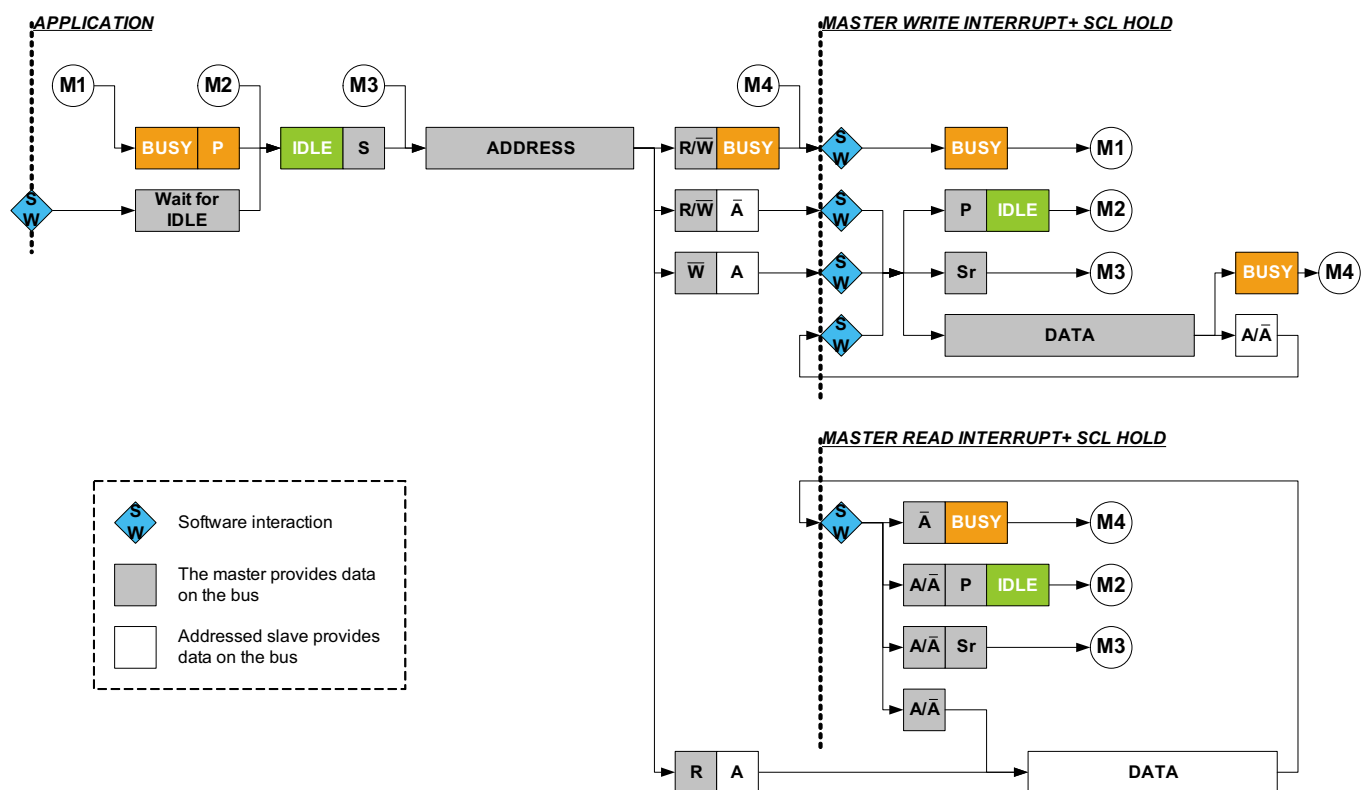 APPLICATION
MASTER WRITE INTERRUPT+ SCL HOLD
M1
M2
M3
M4
BUSY P
IDLE S
ADDRESS
R/W̅ BUSY
S
W
BUSY
M1
S
W
Wait for
IDLE
R/W̅ A̅
S
W
P IDLE
M2
W̅ A
S
W
Sr
M3
BUSY
M4
S
W
DATA
A/A̅
MASTER READ INTERRUPT+ SCL HOLD
S
W
Software interaction
The master provides data
on the bus
Addressed slave provides
data on the bus
S
W
A̅ BUSY
M4
A/A̅ P IDLE
M2
A/A̅ Sr
M3
A/A̅
R A
DATA